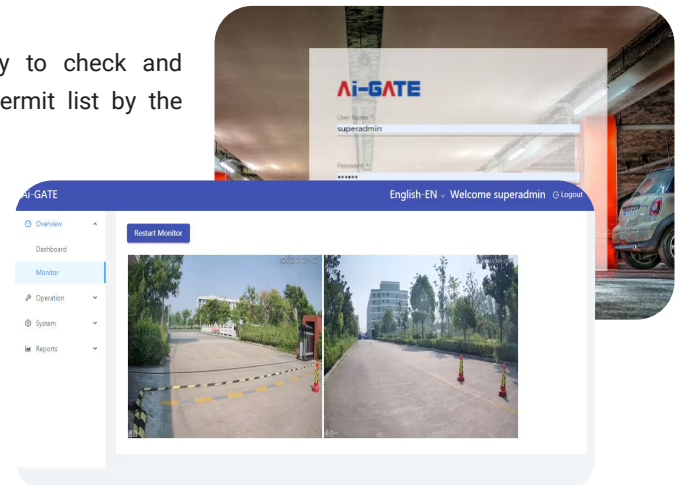 y to check and
ermit list by the
Ai-GATE
User Name *
superadmin
Password *
••••••
Ai-GATE
English-EN
Welcome superadmin
Logout
Overview
Dashboard
Monitor
Operation
System
Reports
Restart Monitor